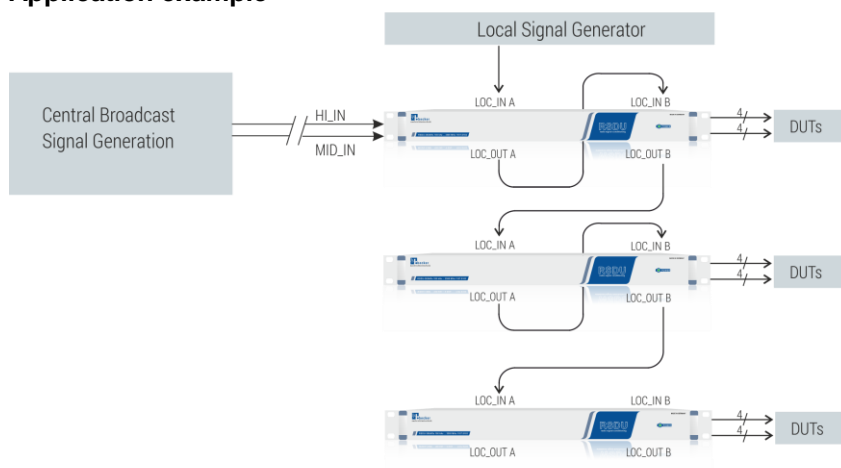 Application example
Local Signal Generator
Central Broadcast
Signal Generation
HI_IN
MID_IN
LOC_IN A
LOC_IN B
RSDU
LOC_OUT A
LOC_OUT B
4
4
DUTs
LOC_IN A
LOC_IN B
RSDU
LOC_OUT A
LOC_OUT B
4
4
DUTs
LOC_IN A
LOC_IN B
RSDU
LOC_OUT A
LOC_OUT B
4
4
DUTs